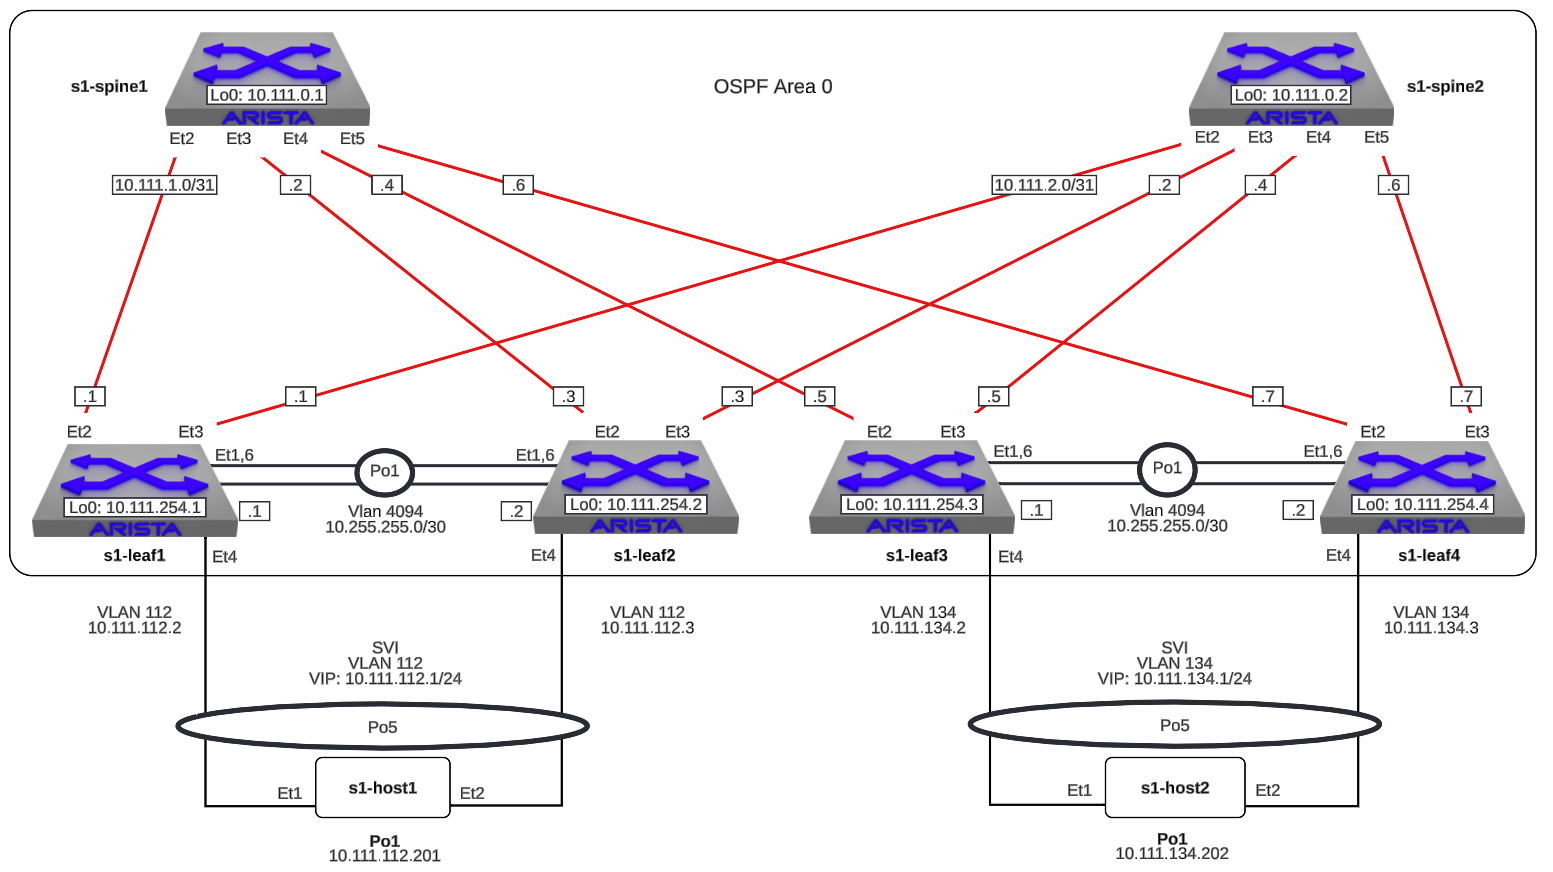 OSPF Area 0
s1-spine1
Lo0: 10.111.0.1
ARISTA
Et2 Et3 Et4 Et5
s1-spine2
Lo0: 10.111.0.2
ARISTA
Et2 Et3 Et4 Et5
10.111.1.0/31 .2 .4 .6
10.111.2.0/31 .2 .4 .6
.1 .1 .3 .3 .5 .5 .7 .7
Et2 Et3
Et1,6
Lo0: 10.111.254.1
ARISTA
.1
s1-leaf1
Et4
Po1
Vlan 4094
10.255.255.0/30
Et2 Et3
Et1,6
Lo0: 10.111.254.2
ARISTA
.2
s1-leaf2
Et4
Et2 Et3
Et1,6
Lo0: 10.111.254.3
ARISTA
.1
s1-leaf3
Et4
Po1
Vlan 4094
10.255.255.0/30
Et2 Et3
Et1,6
Lo0: 10.111.254.4
ARISTA
.2
s1-leaf4
Et4
VLAN 112
10.111.112.2
VLAN 112
10.111.112.3
SVI
VLAN 112
VIP: 10.111.112.1/24
Po5
Et1
s1-host1
Et2
Po1
10.111.112.201
VLAN 134
10.111.134.2
VLAN 134
10.111.134.3
SVI
VLAN 134
VIP: 10.111.134.1/24
Po5
Et1
s1-host2
Et2
Po1
10.111.134.202